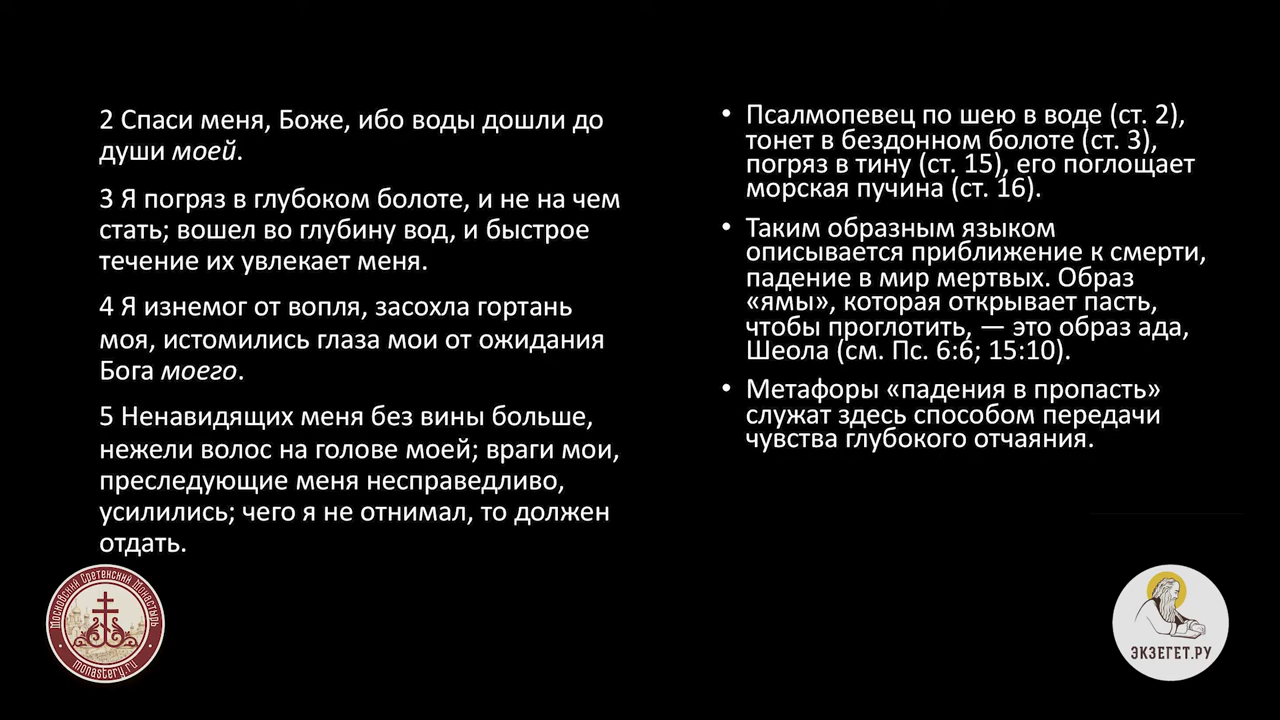 2 Спаси меня, Боже, ибо воды дошли до
души моей.
3 Я погряз в глубоком болоте, и не на чем
стать; вошел во глубину вод, и быстрое
течение их увлекает меня.
4 Я изнемог от вопля, засохла гортань
моя, истомились глаза мои от ожидания
Бога моего.
5 Ненавидящих меня без вины больше,
нежели волос на голове моей; враги мои,
преследующие меня несправедливо,
усилились; чего я не отнимал, то должен
отдать.
• Псалмопевец по шею в воде (ст. 2),
тонет в бездонном болоте (ст. 3),
погряз в тину (ст. 15), его поглощает
морская пучина (ст. 16).
• Таким образным языком
описывается приближение к смерти,
падение в мир мертвых. Образ
«ямы», которая открывает пасть,
чтобы проглотить, — это образ ада,
Шеола (см. Пс. 6:6; 15:10).
• Метафоры «падения в пропасть»
служат здесь способом передачи
чувства глубокого отчаяния.
Московский Сретенский Монастырь
monastery.ru
ЭКЗЕГЕТ.РУ